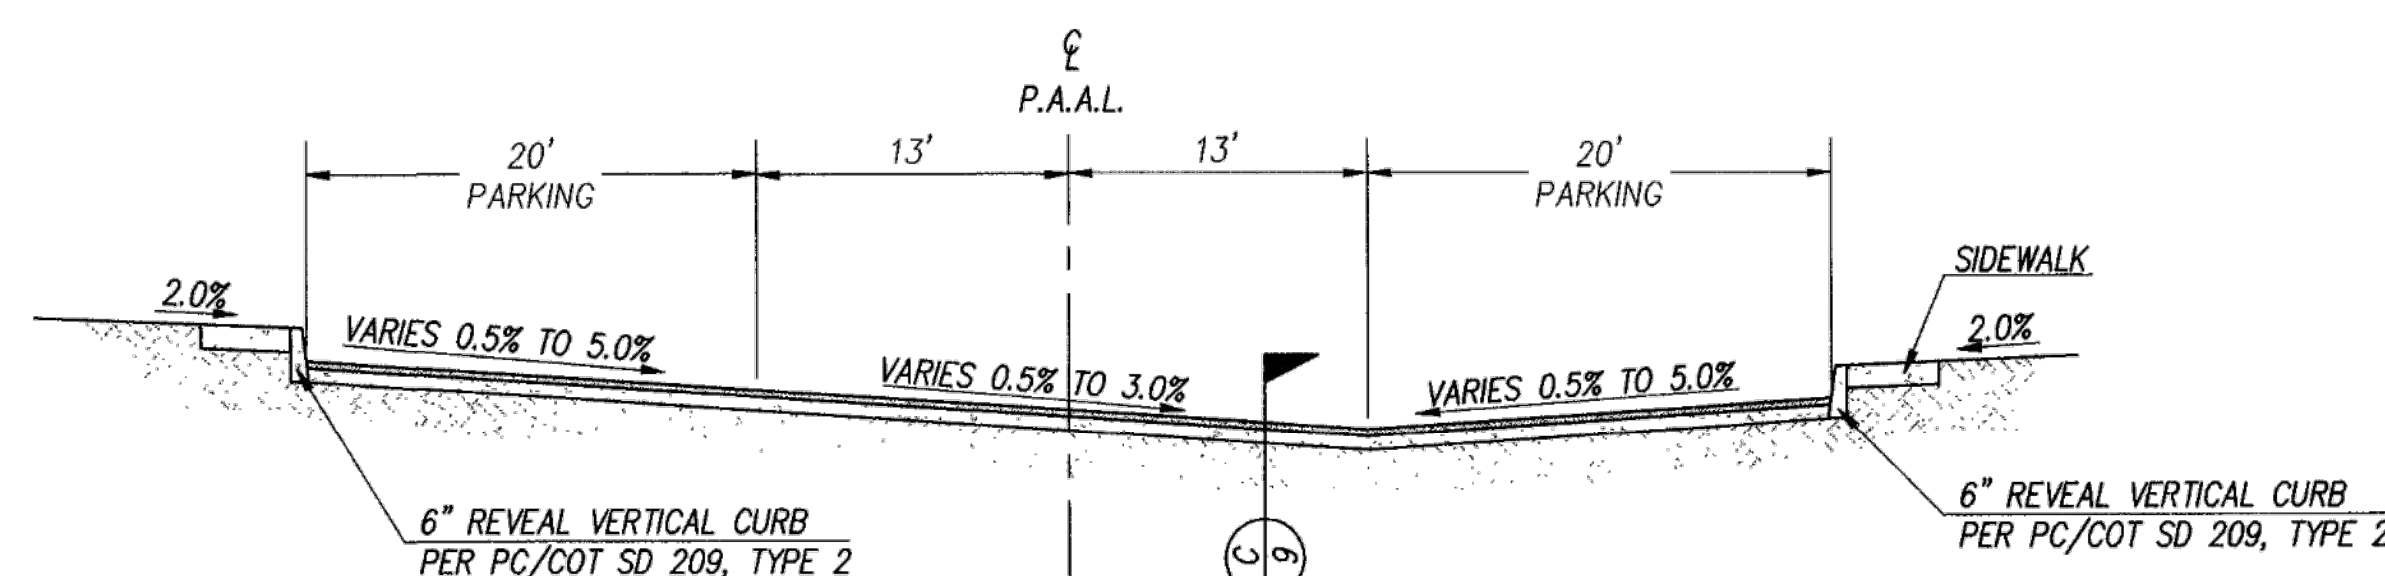 ℄
P.A.A.L.
20'
PARKING
13'
13'
20'
PARKING
2.0%
VARIES 0.5% TO 5.0%
VARIES 0.5% TO 3.0%
VARIES 0.5% TO 5.0%
SIDEWALK
2.0%
6" REVEAL VERTICAL CURB
PER PC/COT SD 209, TYPE 2
C
9
6" REVEAL VERTICAL CURB
PER PC/COT SD 209, TYPE 2